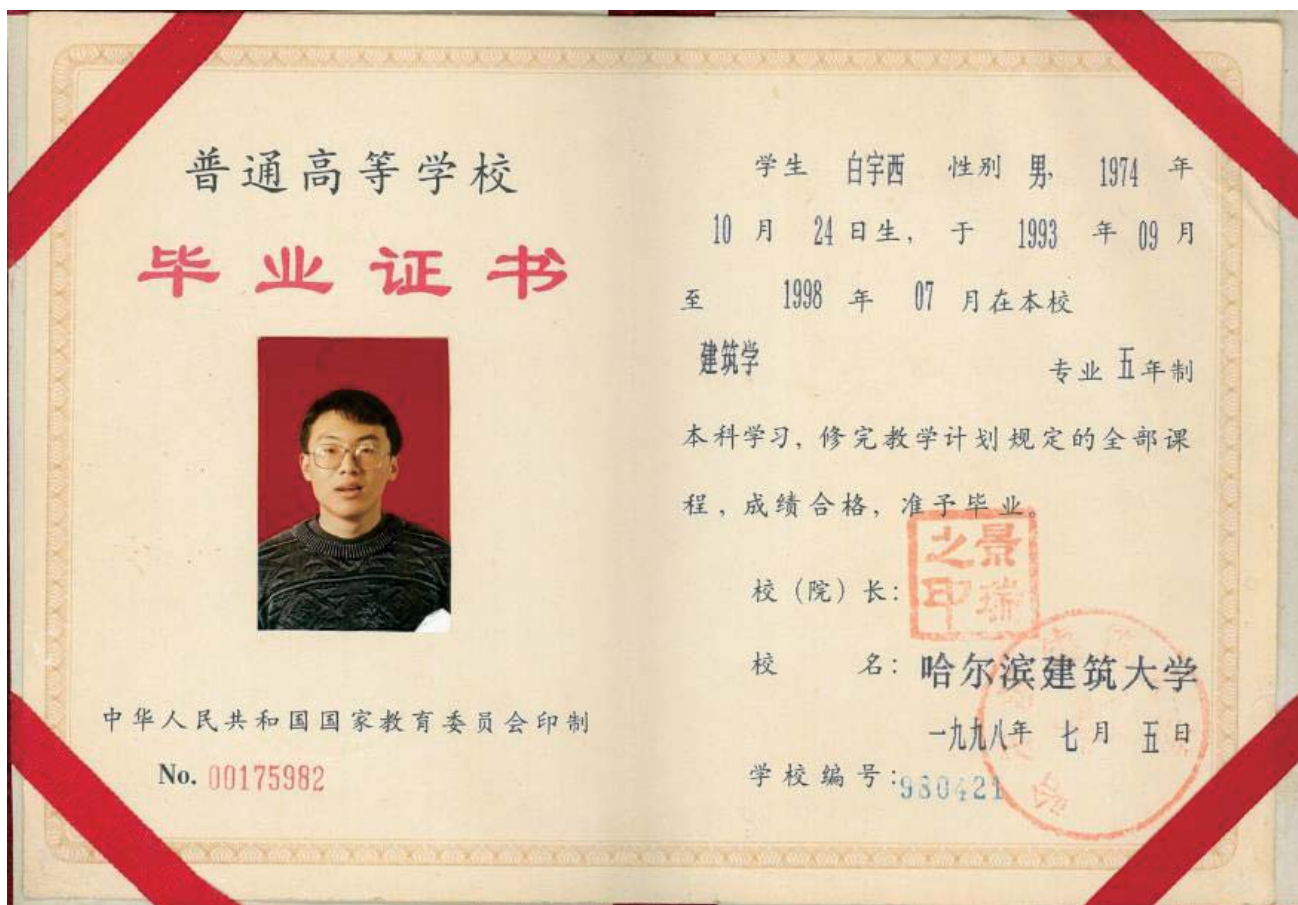 普通高等学校
毕业证书
中华人民共和国国家教育委员会印制
No. 00175982
学生 白宇西 性别 男, 1974 年
10 月 24 日生, 于 1993 年 09 月
至 1998 年 07 月在本校
建筑学 专业 五年制
本科学习, 修完教学计划规定的全部课
程, 成绩合格, 准予毕业。
校(院)长:
景瑞之印
校 名: 哈尔滨建筑大学
一九九八年 七月 五日
学校编号:980421